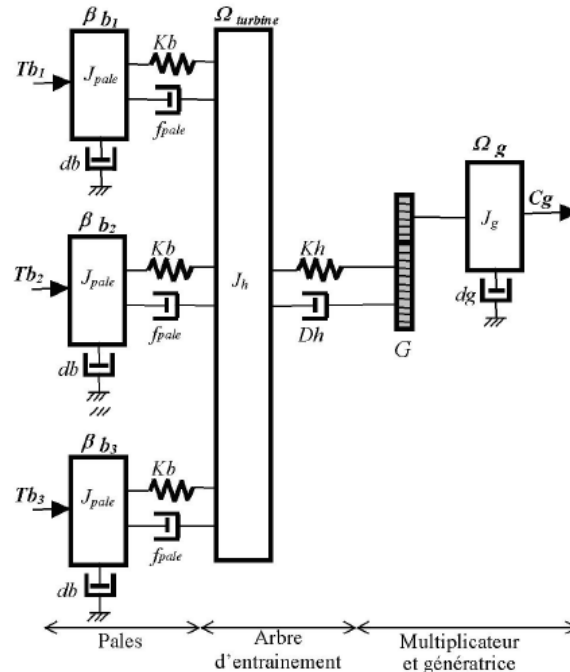 β b1
Tb1
Jpale
Kb
fpale
db
Ω turbine
β b2
Tb2
Jpale
Kb
fpale
db
Jh
Kh
Dh
G
Ω g
Jg
Cg
dg
β b3
Tb3
Jpale
Kb
fpale
db
Pales
Arbre
d'entrainement
Multiplicateur
et génératrice